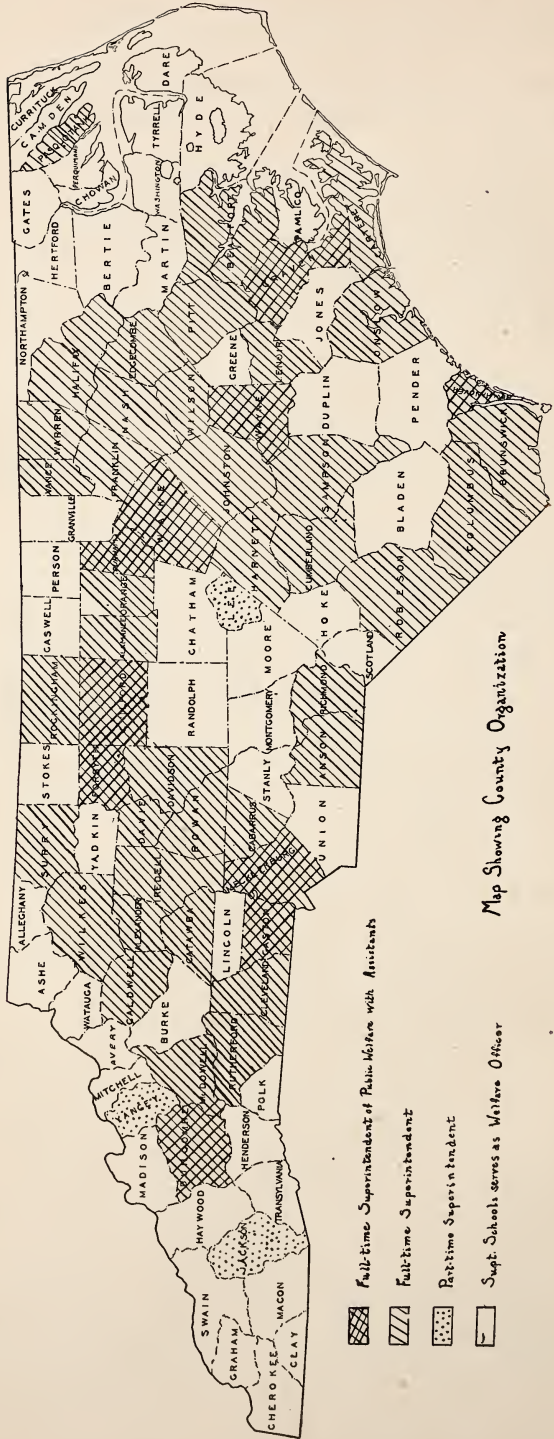 CURRITUCK
CAMDEN
PASQUOTANK
PERQUIMANS
CHOWAN
GATES
HERTFORD
NORTHAMPTON
BERTIE
WASHINGTON
TYRRELL
DARE
HYDE
MARTIN
BEAUFORT
PAMLICO
CARTERET
HALIFAX
WARREN
VANCE
GRANVILLE
PERSON
CASWELL
ROCKINGHAM
STOKES
SURRY
ALLEGHANY
ASHE
WATAUGA
WILKES
YADKIN
FORSYTH
GUILFORD
ORANGE
FRANKLIN
NASH
EDGECOMBE
PITT
WILSON
GREENE
LENOIR
JONES
ONSLOW
WAYNE
WAKE
JOHNSTON
CHATHAM
LEE
HARNETT
SAMPSON
DUPLIN
PENDER
BRUNSWICK
COLUMBUS
BLADEN
ROBESON
CUMBERLAND
HOKE
SCOTLAND
RICHMOND
MOORE
MONTGOMERY
RANDOLPH
DAVIDSON
DAVIE
ROWAN
IREDELL
ALEXANDER
CALDWELL
CATAWBA
LINCOLN
GASTON
CLEVELAND
CABARRUS
STANLY
UNION
ANSON
BURKE
AVERY
MITCHELL
YANCEY
McDOWELL
RUTHERFORD
POLK
HENDERSON
BUNCOMBE
MADISON
HAYWOOD
TRANSYLVANIA
JACKSON
SWAIN
MACON
GRAHAM
CHEROKEE
CLAY
Full-time Superintendent of Public Welfare with Assistants
Full-time Superintendent
Part-time Superintendent
Supt. Schools serves as Welfare Officer
Map Showing County Organization